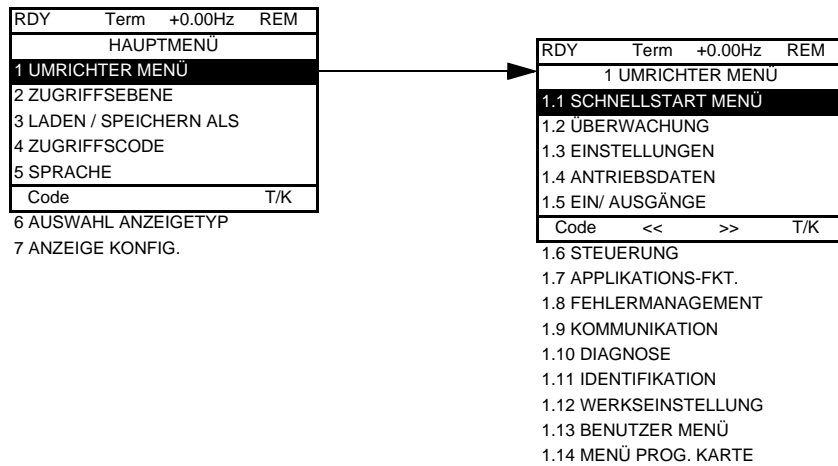 RDY Term +0.00Hz REM
HAUPTMENÜ
1 UMRICHTER MENÜ
2 ZUGRIFFSEBENE
3 LADEN / SPEICHERN ALS
4 ZUGRIFFSCODE
5 SPRACHE
Code T/K
6 AUSWAHL ANZEIGETYP
7 ANZEIGE KONFIG.
RDY Term +0.00Hz REM
1 UMRICHTER MENÜ
1.1 SCHNELLSTART MENÜ
1.2 ÜBERWACHUNG
1.3 EINSTELLUNGEN
1.4 ANTRIEBSDATEN
1.5 EIN/ AUSGÄNGE
Code << >> T/K
1.6 STEUERUNG
1.7 APPLIKATIONS-FKT.
1.8 FEHLERMANAGEMENT
1.9 KOMMUNIKATION
1.10 DIAGNOSE
1.11 IDENTIFIKATION
1.12 WERKSEINSTELLUNG
1.13 BENUTZER MENÜ
1.14 MENÜ PROG. KARTE